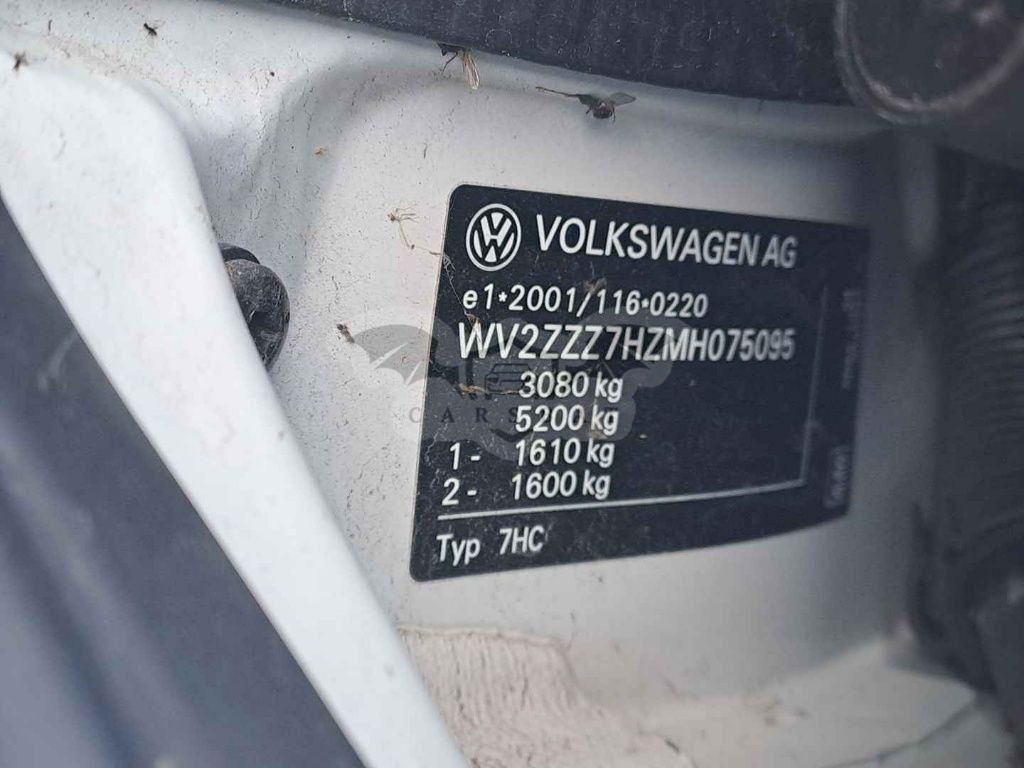 VOLKSWAGEN AG
e1*2001/116*0220
WV2ZZZ7HZMH075095
3080 kg
5200 kg
1- 1610 kg
2- 1600 kg
Typ 7HC
CARS